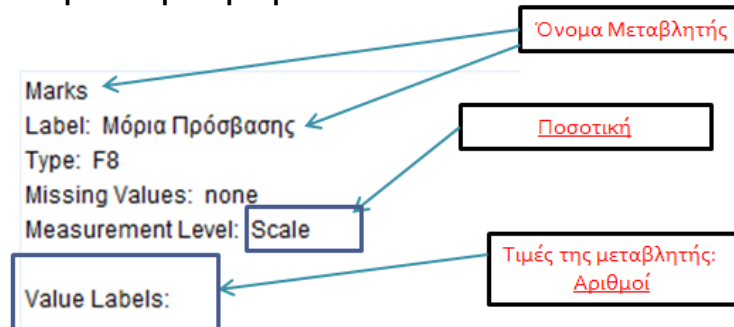 Όνομα Μεταβλητής
Marks
Label: Μόρια Πρόσβασης
Ποσοτική
Type: F8
Missing Values: none
Measurement Level: Scale
Τιμές της μεταβλητής:
Αριθμοί
Value Labels: